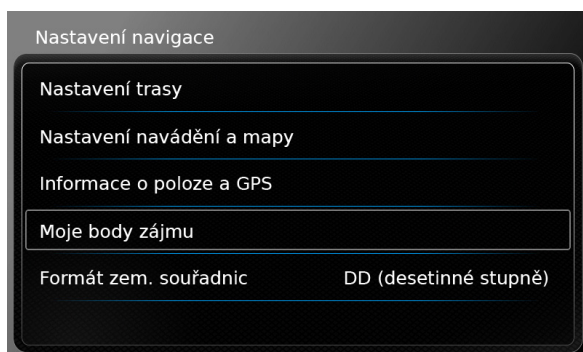 Nastavení navigace
Nastavení trasy
Nastavení navádění a mapy
Informace o poloze a GPS
Moje body zájmu
Formát zem. souřadnic DD (desetinné stupně)